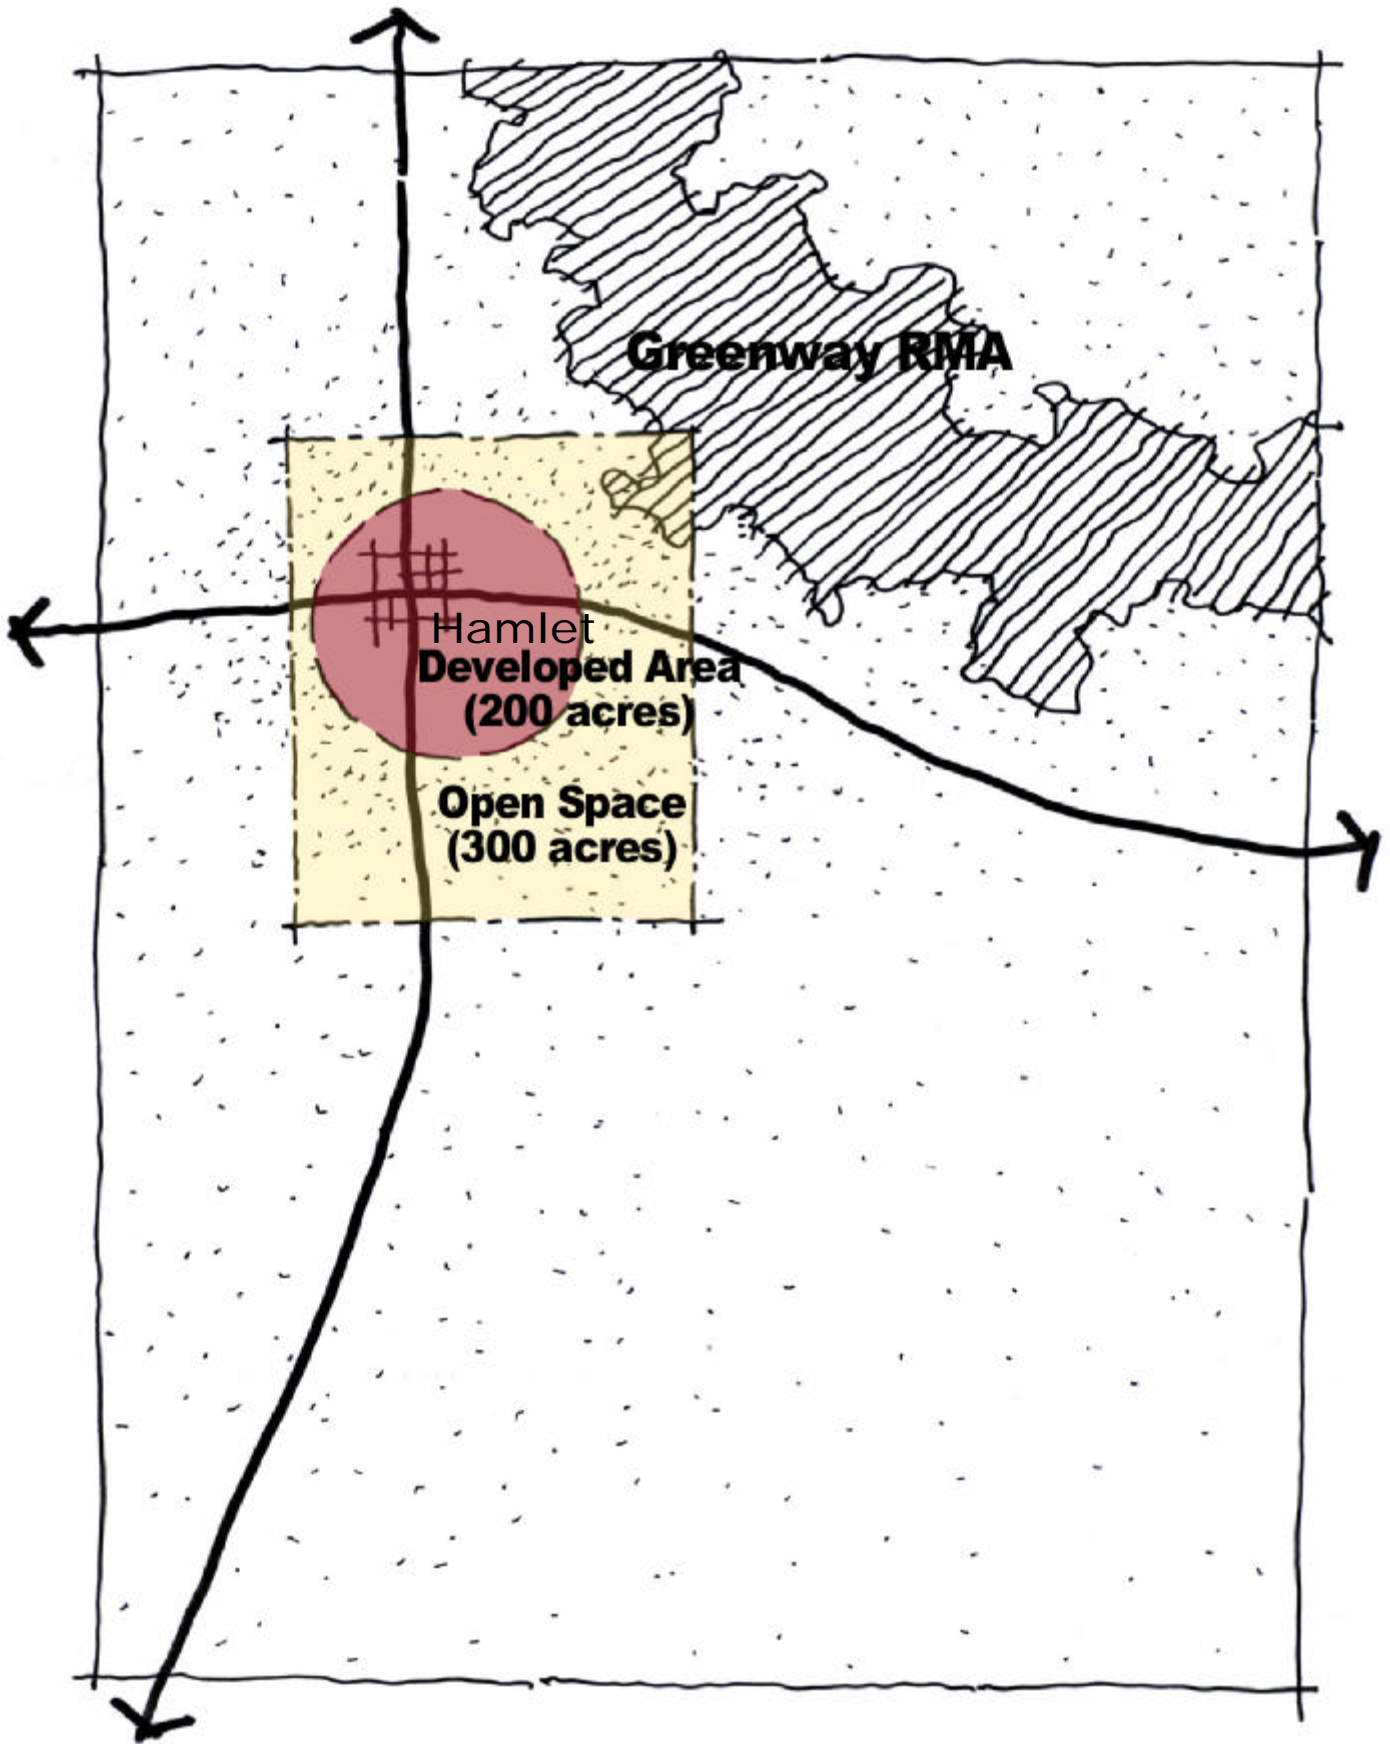 Greenway RMA
Hamlet
Developed Area
(200 acres)
Open Space
(300 acres)